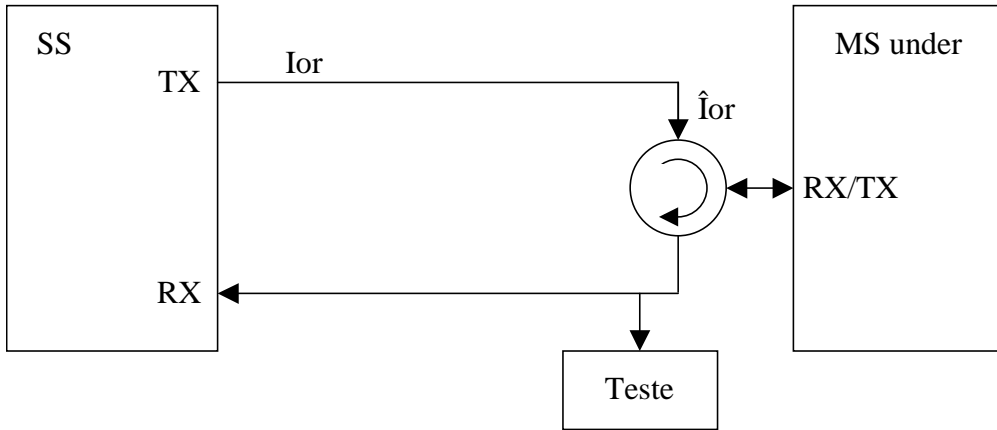 SS
MS under
TX
Ior
Îor
RX/TX
RX
Teste